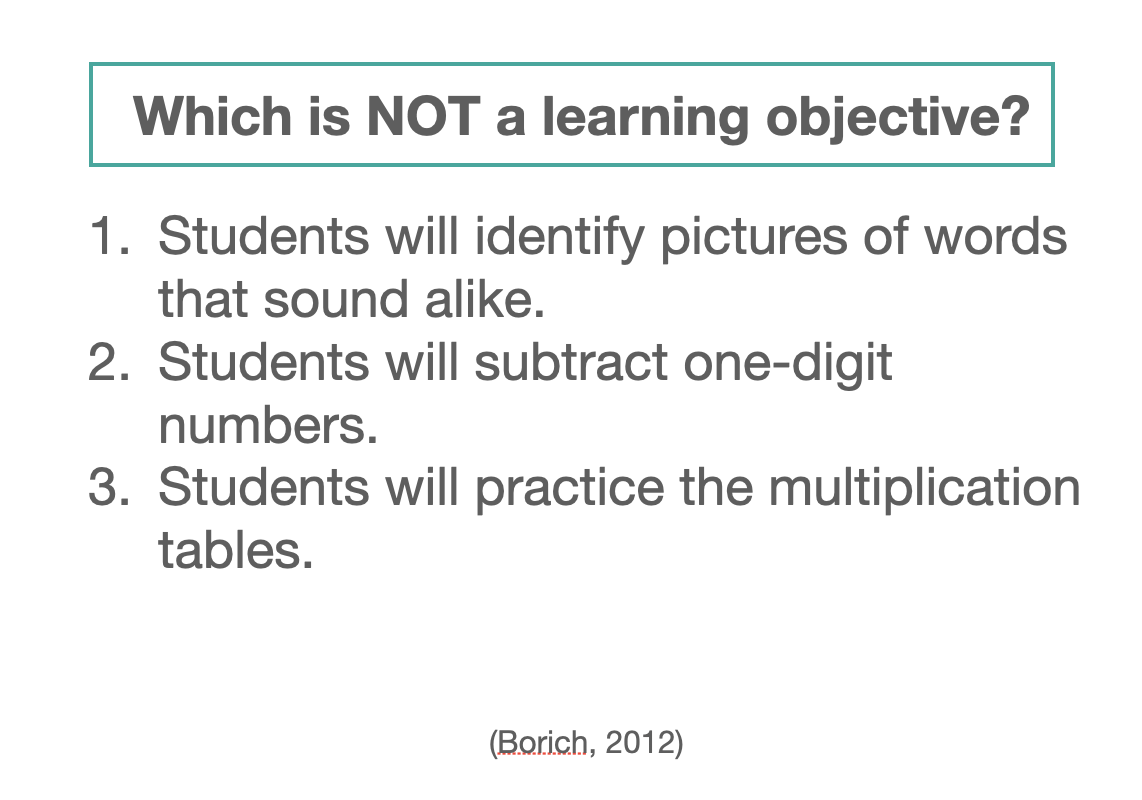 Which is NOT a learning objective?
1. Students will identify pictures of words
that sound alike.
2. Students will subtract one-digit
numbers.
3. Students will practice the multiplication
tables.
(Borich, 2012)